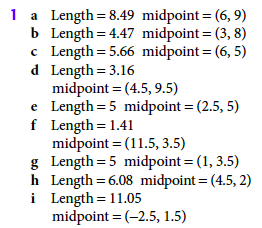 1 a Length = 8.49 midpoint = (6, 9)
b Length = 4.47 midpoint = (3, 8)
c Length = 5.66 midpoint = (6, 5)
d Length = 3.16
midpoint = (4.5, 9.5)
e Length = 5 midpoint = (2.5, 5)
f Length = 1.41
midpoint = (11.5, 3.5)
g Length = 5 midpoint = (1, 3.5)
h Length = 6.08 midpoint = (4.5, 2)
i Length = 11.05
midpoint = (–2.5, 1.5)